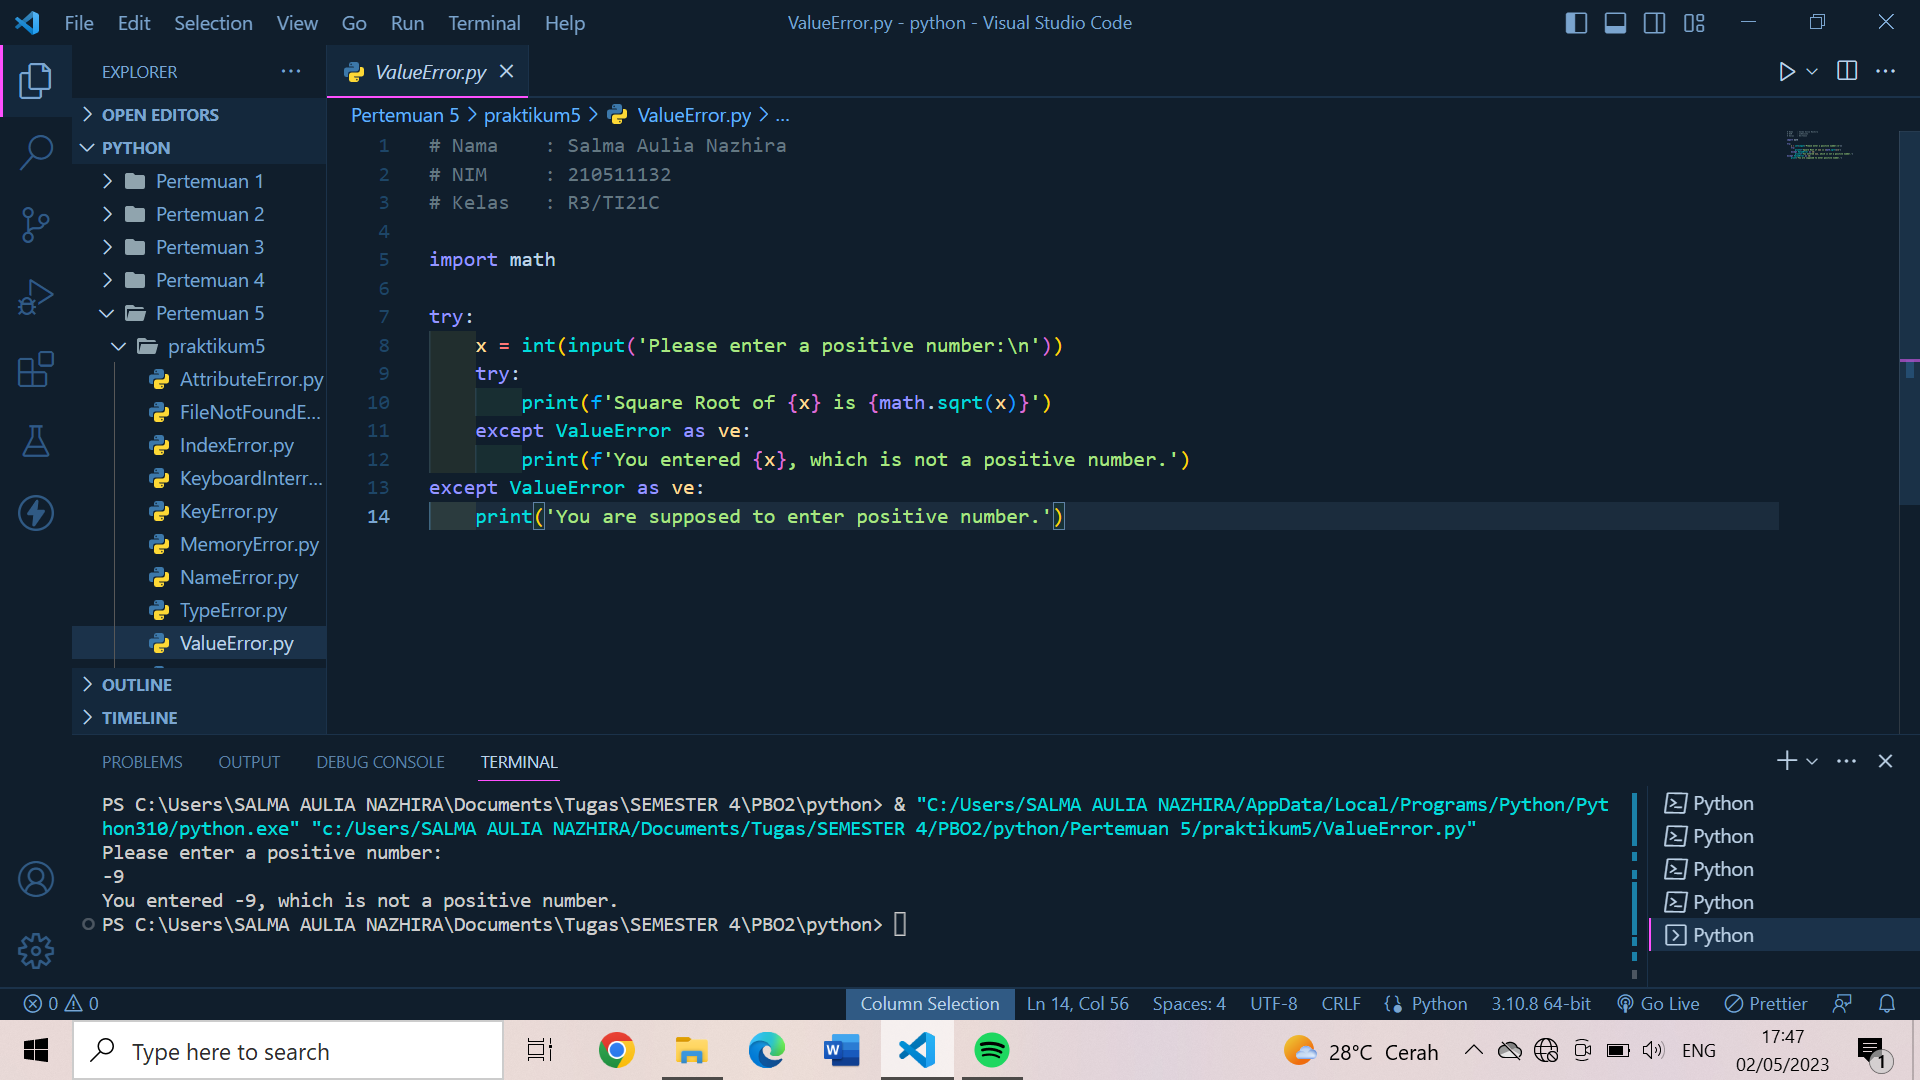 File Edit Selection View Go Run Terminal Help
ValueError.py - python - Visual Studio Code
EXPLORER
OPEN EDITORS
PYTHON
Pertemuan 1
Pertemuan 2
Pertemuan 3
Pertemuan 4
Pertemuan 5
praktikum5
AttributeError.py
FileNotFoundE...
IndexError.py
KeyboardInterr...
KeyError.py
MemoryError.py
NameError.py
TypeError.py
ValueError.py
OUTLINE
TIMELINE
ValueError.py
Pertemuan 5 > praktikum5 > ValueError.py > ...
1 # Nama    : Salma Aulia Nazhira
2 # NIM     : 210511132
3 # Kelas   : R3/TI21C
4
5 import math
6
7 try:
8     x = int(input('Please enter a positive number:\n'))
9     try:
10         print(f'Square Root of {x} is {math.sqrt(x)}')
11     except ValueError as ve:
12         print(f'You entered {x}, which is not a positive number.')
13 except ValueError as ve:
14     print('You are supposed to enter positive number.')
PROBLEMS OUTPUT DEBUG CONSOLE TERMINAL
PS C:\Users\SALMA AULIA NAZHIRA\Documents\Tugas\SEMESTER 4\PBO2\python> & "C:/Users/SALMA AULIA NAZHIRA/AppData/Local/Programs/Python/Pyt
hon310/python.exe" "c:/Users/SALMA AULIA NAZHIRA/Documents/Tugas/SEMESTER 4/PBO2/python/Pertemuan 5/praktikum5/ValueError.py"
Please enter a positive number:
-9
You entered -9, which is not a positive number.
PS C:\Users\SALMA AULIA NAZHIRA\Documents\Tugas\SEMESTER 4\PBO2\python>
Python
Python
Python
Python
Python
0 0
Column Selection Ln 14, Col 56 Spaces: 4 UTF-8 CRLF Python 3.10.8 64-bit Go Live Prettier
Type here to search
28°C Cerah
ENG
17:47
02/05/2023
1